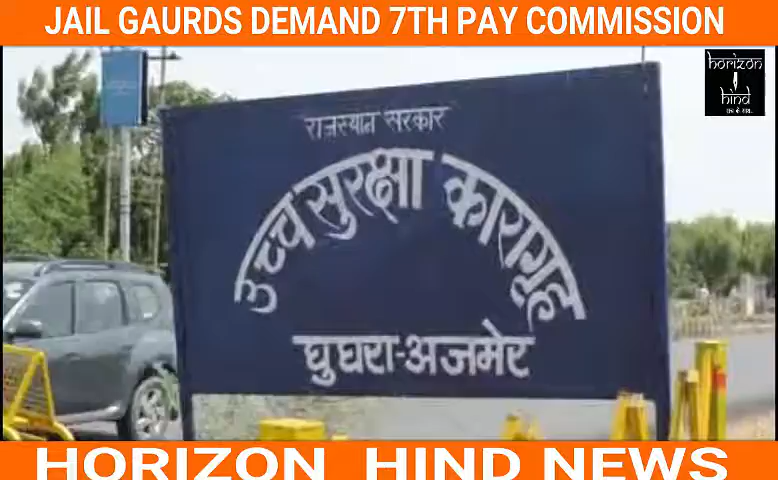 JAIL GAURDS DEMAND 7TH PAY COMMISSION
horizon
hind
राजस्थान सरकार
उच्च सुरक्षा कारागृह
घुघरा-अजमेर
HORIZON HIND NEWS